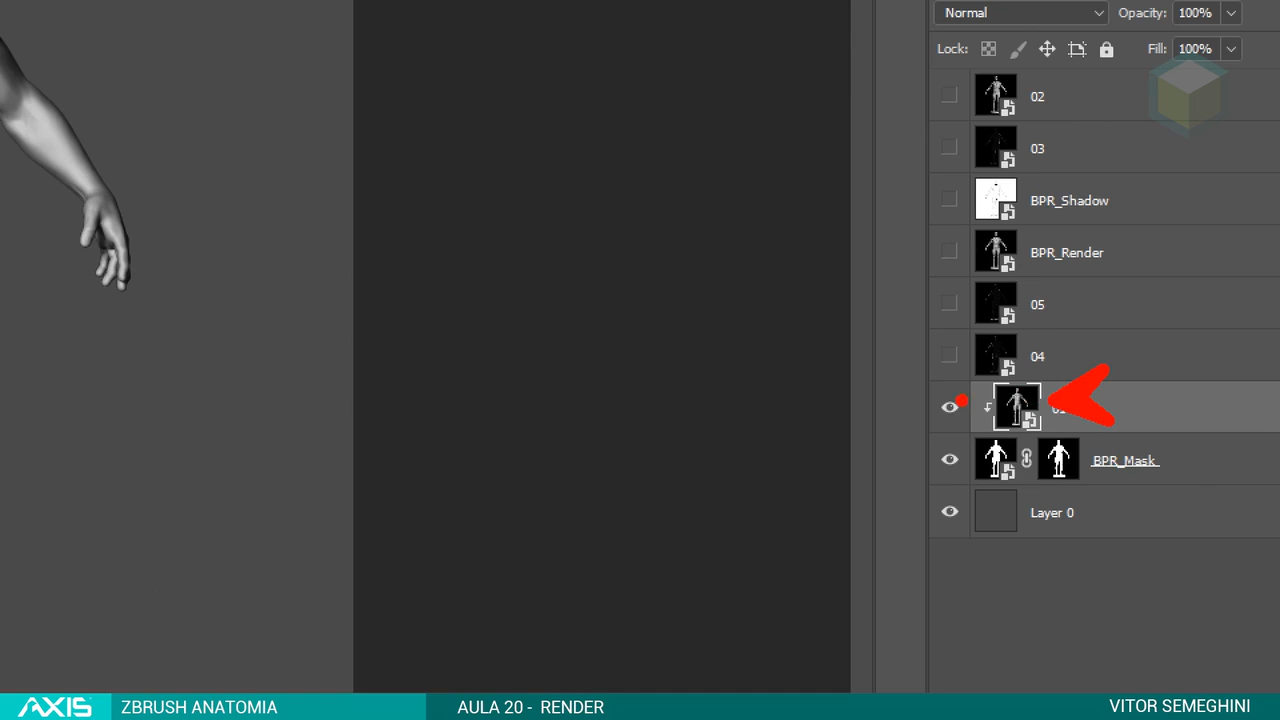 Normal Opacity: 100%
Lock: Fill: 100%
02
03
BPR_Shadow
BPR_Render
05
04
BPR_Mask
Layer 0
AXIS ZBRUSH ANATOMIA AULA 20 - RENDER VITOR SEMEGHINI